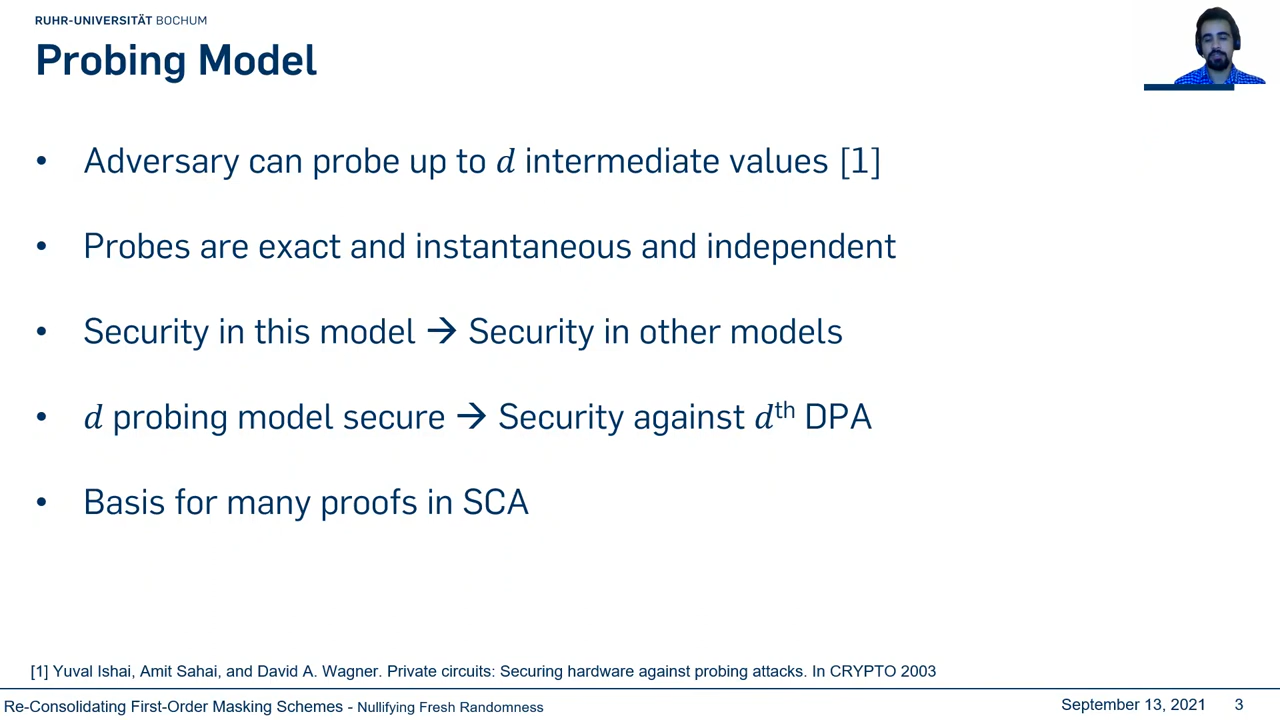 RUHR-UNIVERSITÄT BOCHUM
Probing Model
• Adversary can probe up to d intermediate values [1]
• Probes are exact and instantaneous and independent
• Security in this model → Security in other models
• d probing model secure → Security against dth DPA
• Basis for many proofs in SCA
[1] Yuval Ishai, Amit Sahai, and David A. Wagner. Private circuits: Securing hardware against probing attacks. In CRYPTO 2003
Re-Consolidating First-Order Masking Schemes - Nullifying Fresh Randomness
September 13, 2021 3